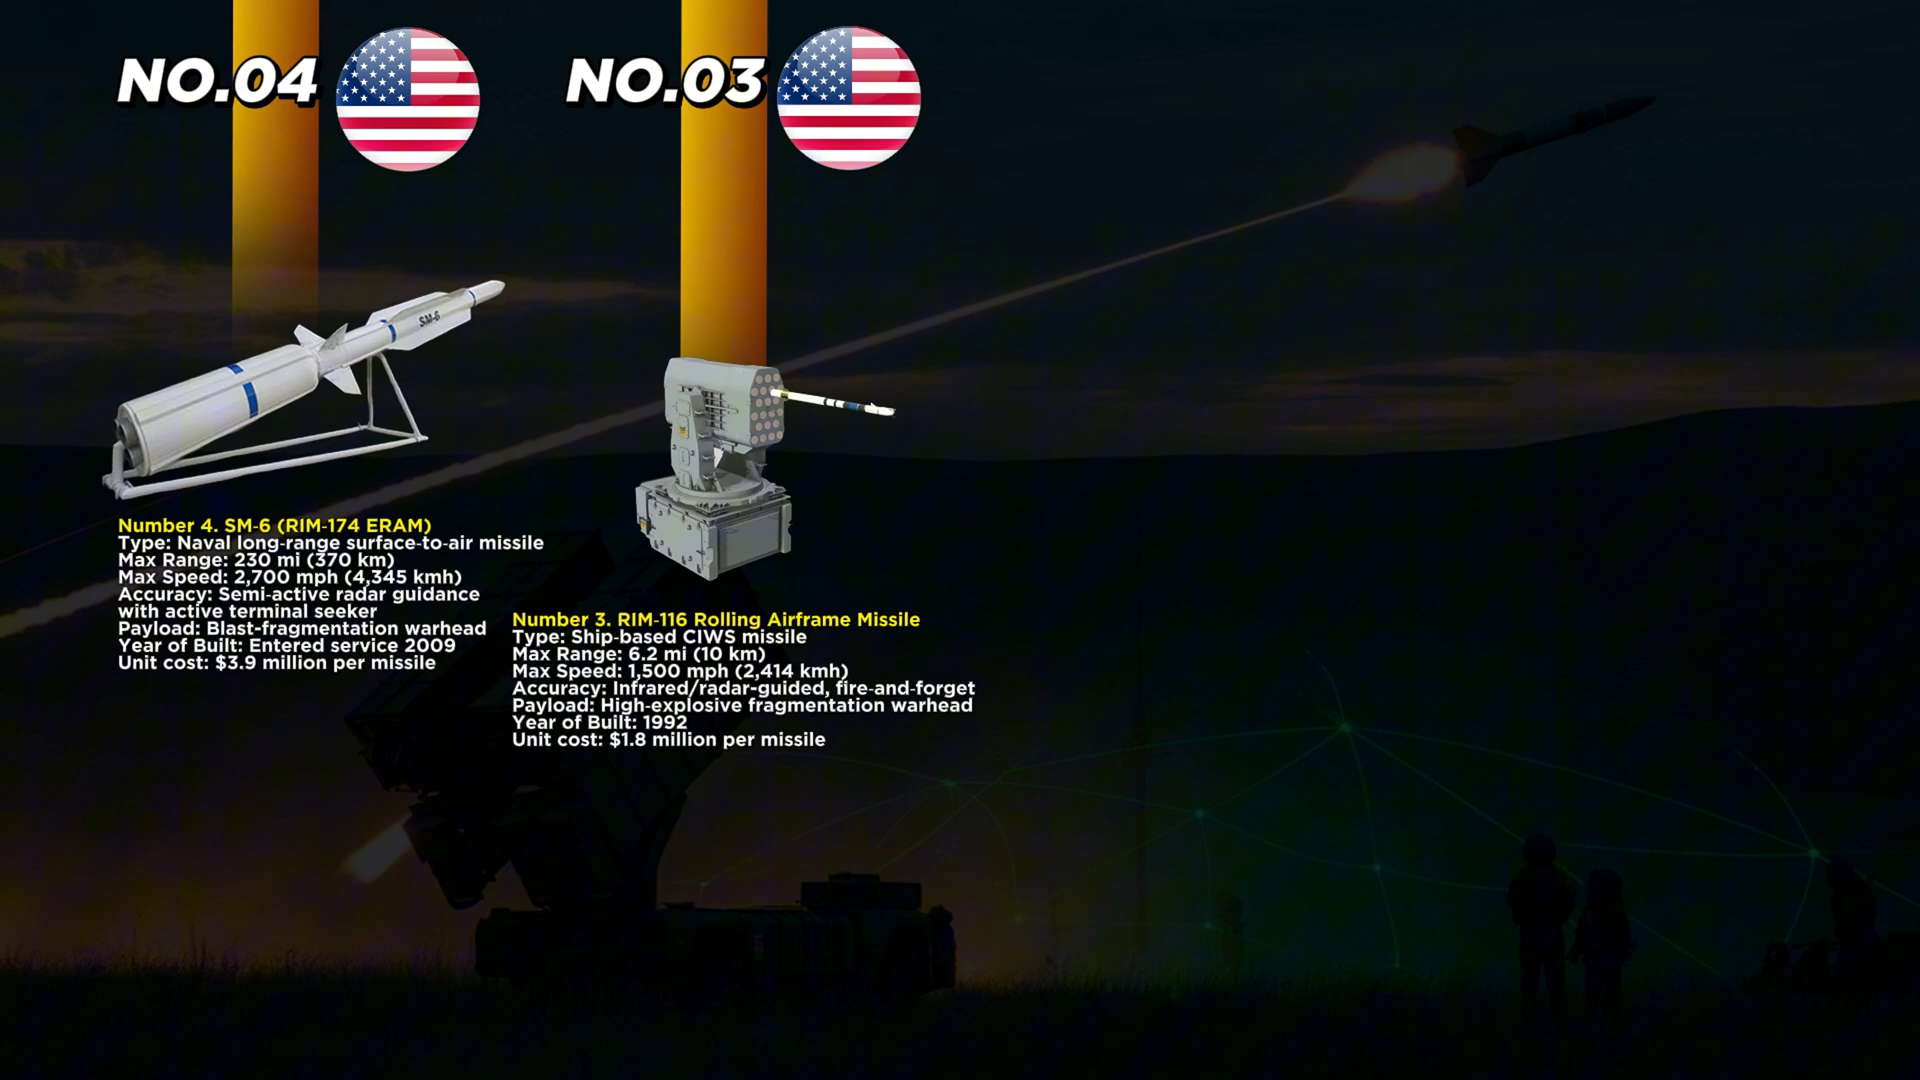 NO.04
NO.03
SM-6
Number 4. SM-6 (RIM-174 ERAM)
Type: Naval long-range surface-to-air missile
Max Range: 230 mi (370 km)
Max Speed: 2,700 mph (4,345 kmh)
Accuracy: Semi-active radar guidance
with active terminal seeker
Payload: Blast-fragmentation warhead
Year of Built: Entered service 2009
Unit cost: $3.9 million per missile
Number 3. RIM-116 Rolling Airframe Missile
Type: Ship-based CIWS missile
Max Range: 6.2 mi (10 km)
Max Speed: 1,500 mph (2,414 kmh)
Accuracy: Infrared/radar-guided, fire-and-forget
Payload: High-explosive fragmentation warhead
Year of Built: 1992
Unit cost: $1.8 million per missile